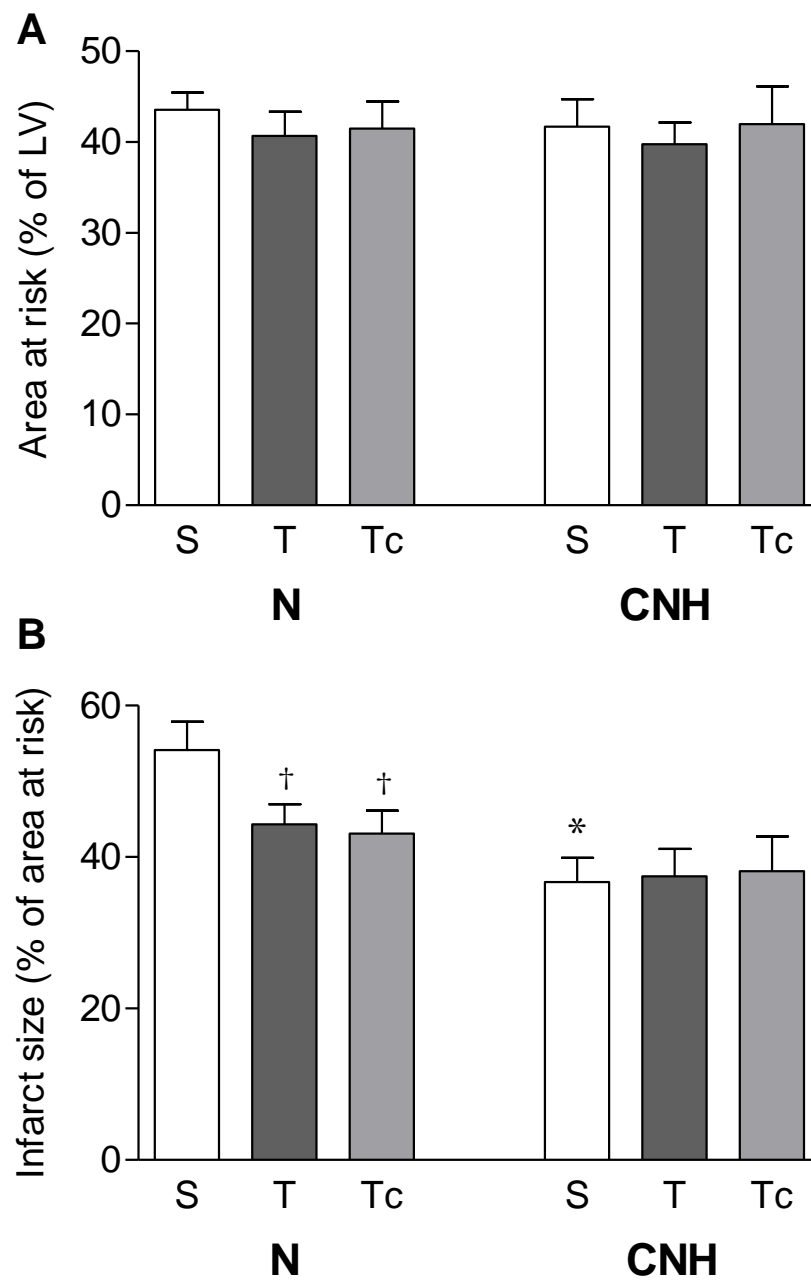 A
Area at risk (% of LV)
50
40
30
20
10
0
S T Tc S T Tc
N CNH
B
Infarct size (% of area at risk)
60
40
20
0
† † *
S T Tc S T Tc
N CNH